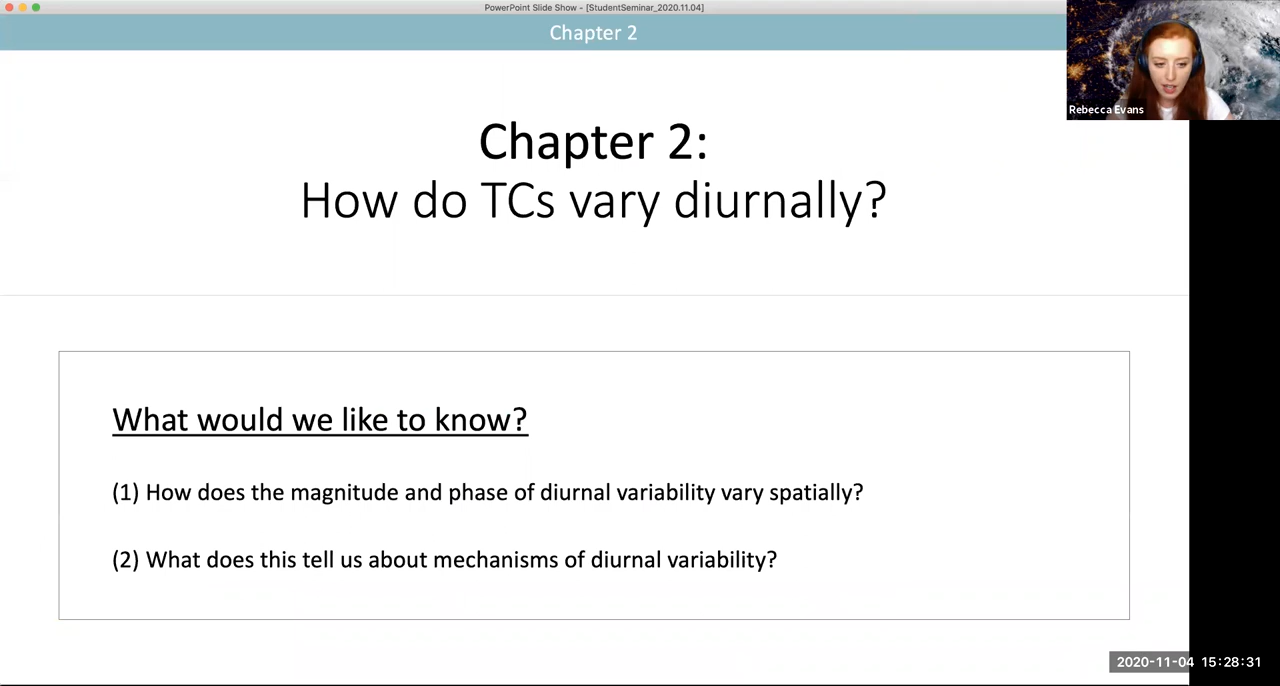 PowerPoint Slide Show - [StudentSeminar_2020.11.04]
Chapter 2
Rebecca Evans
Chapter 2:
How do TCs vary diurnally?
What would we like to know?
(1) How does the magnitude and phase of diurnal variability vary spatially?
(2) What does this tell us about mechanisms of diurnal variability?
2020-11-04 15:28:31